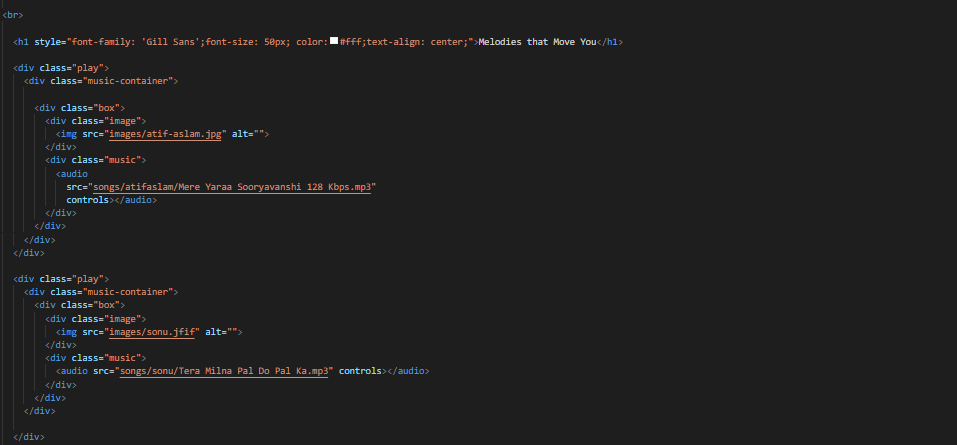 <br>
<h1 style="font-family: 'Gill Sans';font-size: 50px; color: #fff;text-align: center;">Melodies that Move You</h1>
<div class="play">
<div class="music-container">
<div class="box">
<div class="image">
<img src="images/atif-aslam.jpg" alt="">
</div>
<div class="music">
<audio
src="songs/atifaslam/Mere Yaraa Sooryavanshi 128 Kbps.mp3"
controls></audio>
</div>
</div>
</div>
</div>
<div class="play">
<div class="music-container">
<div class="box">
<div class="image">
<img src="images/sonu.jfif" alt="">
</div>
<div class="music">
<audio src="songs/sonu/Tera Milna Pal Do Pal Ka.mp3" controls></audio>
</div>
</div>
</div>
</div>